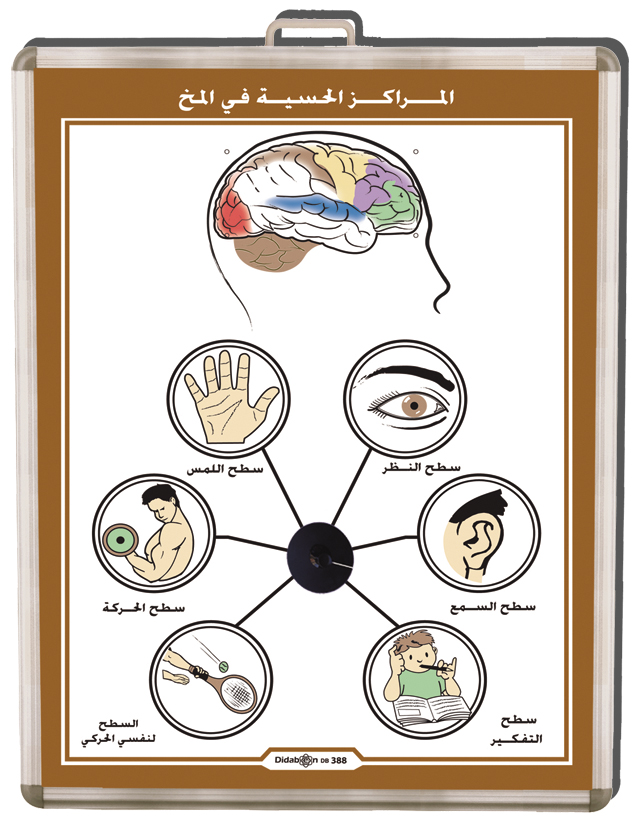 المراكز الحسية في المخ
سطح اللمس
سطح النظر
سطح الحركة
سطح السمع
السطح
لنفسي الحركي
سطح
التفكير
Didab❀n DB 388